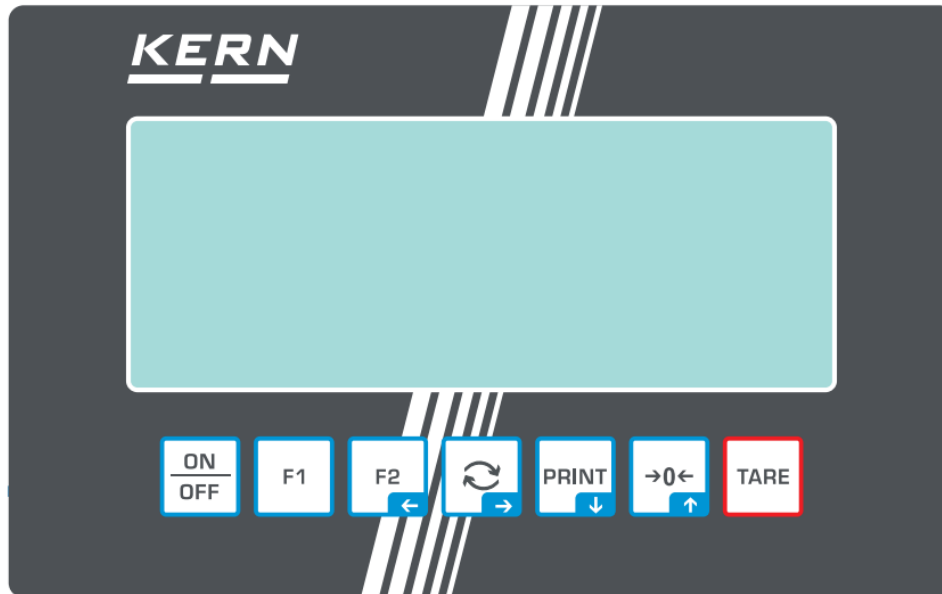 KERN
ON
OFF
F1
F2
←
→
PRINT
↓
→0←
↑
TARE